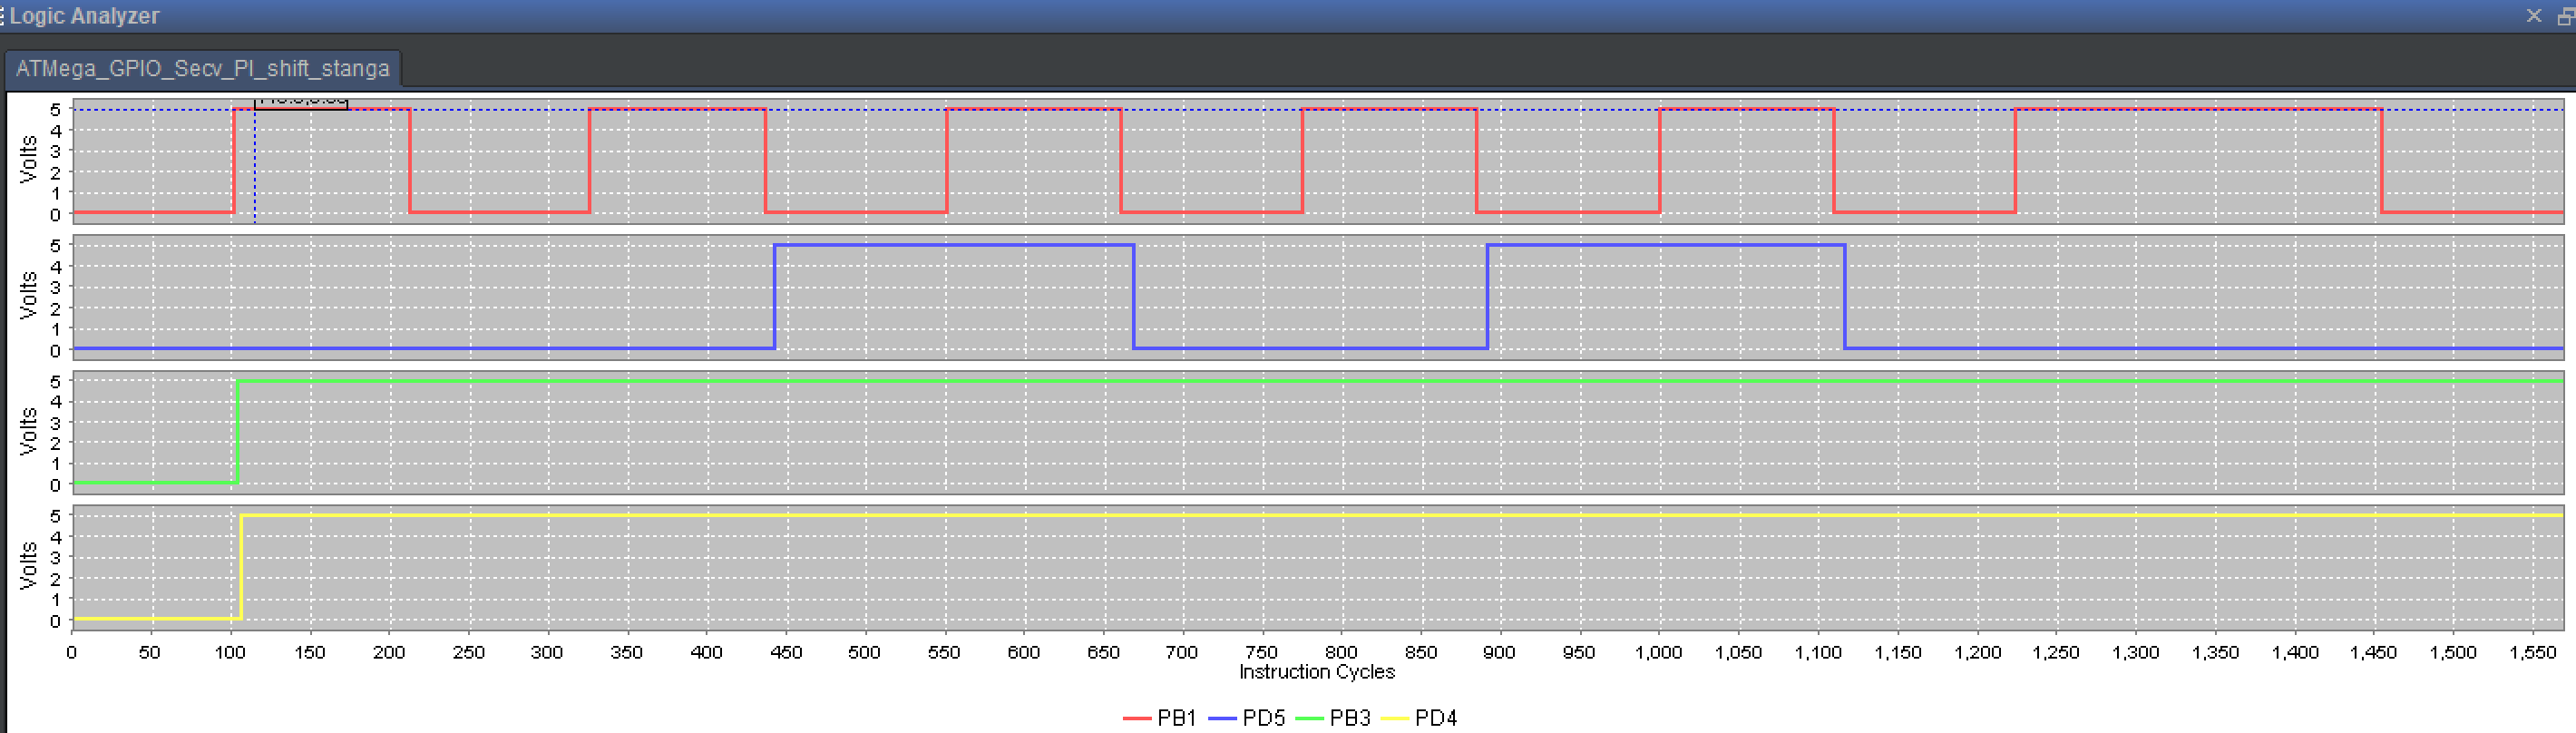 Logic Analyzer
ATMega_GPIO_Secv_PI_shift_stanga
Volts
5
4
3
2
1
0
Volts
5
4
3
2
1
0
Volts
5
4
3
2
1
0
Volts
5
4
3
2
1
0
0 50 100 150 200 250 300 350 400 450 500 550 600 650 700 750 800 850 900 950 1,000 1,050 1,100 1,150 1,200 1,250 1,300 1,350 1,400 1,450 1,500 1,550
Instruction Cycles
PB1 PD5 PB3 PD4